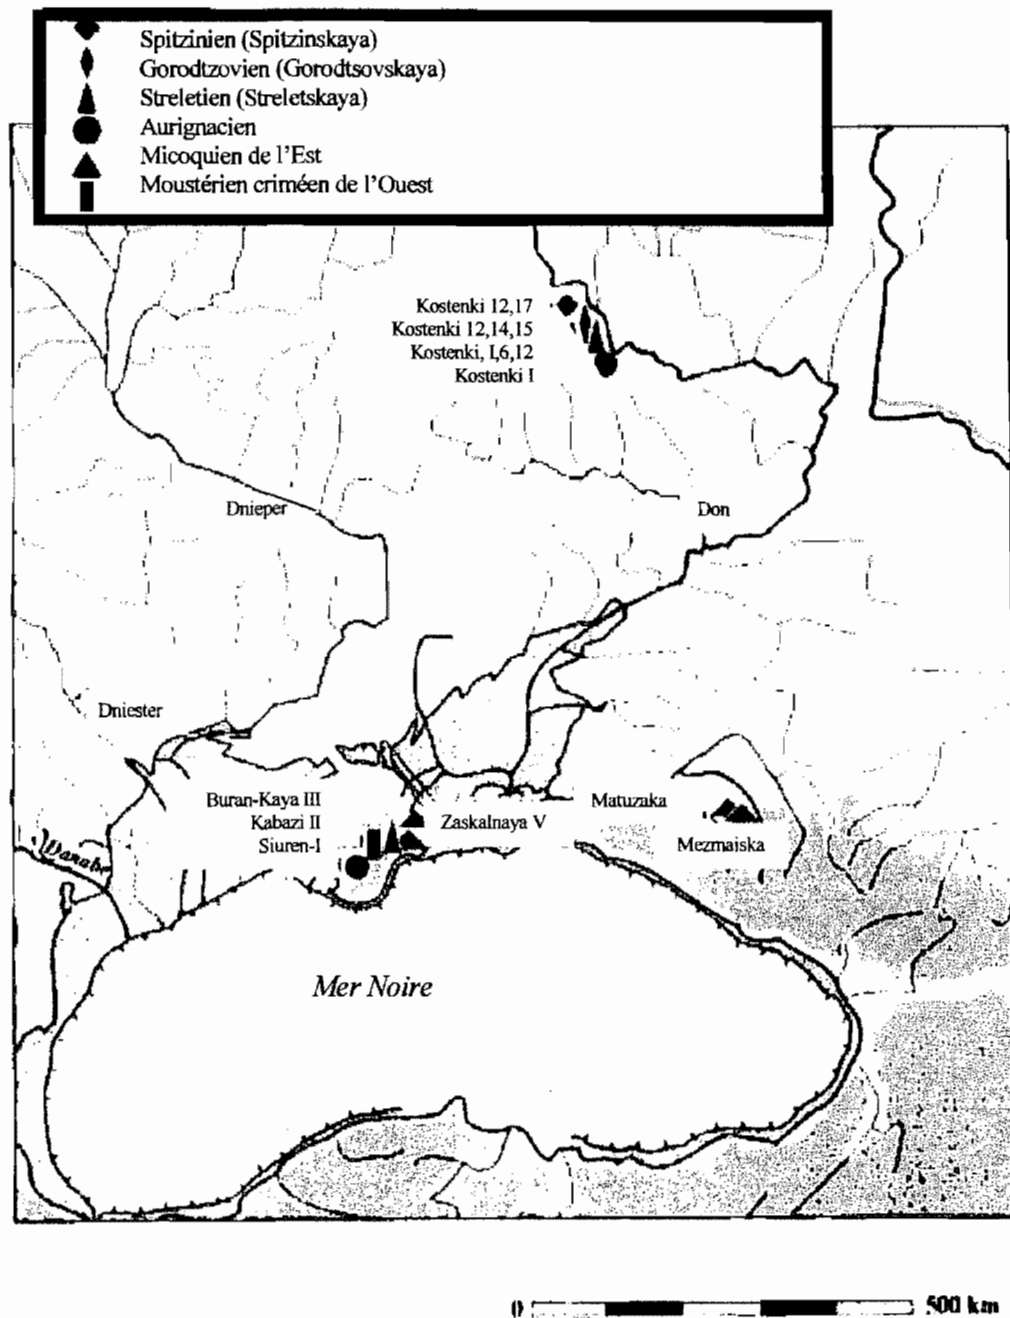 Spitzinien (Spitzinskaya)
Gorodtzovien (Gorodtsovskaya)
Streletien (Streletskaya)
Aurignacien
Micoquien de l'Est
Moustérien criméen de l'Ouest
Kostenki 12,17
Kostenki 12,14,15
Kostenki, I,6,12
Kostenki I
Dnieper
Don
Dniester
Buran-Kaya III
Kabazi II
Siuren-I
Zaskalnaya V
Matuzaka
Mezmaiska
Danube
Mer Noire
0 500 km